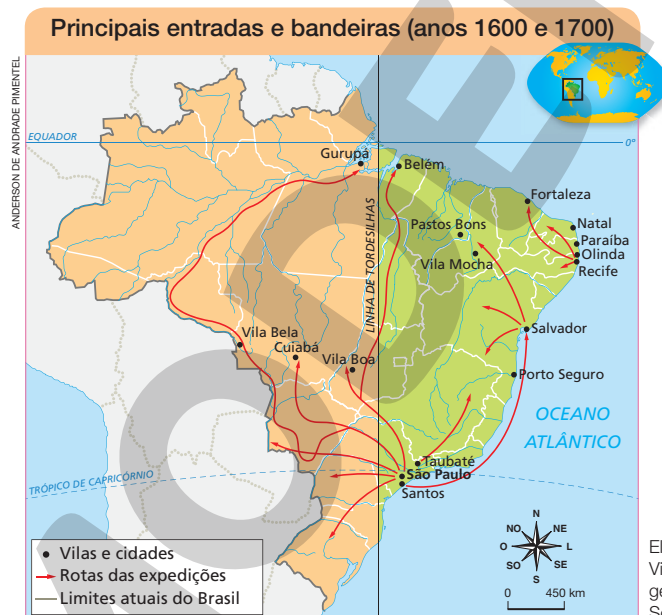 Principais entradas e bandeiras (anos 1600 e 1700)
ANDERSON DE ANDRADE PIMENTEL
EQUADOR
0°
Gurupá
Belém
Fortaleza
LINHA DE TORDESILHAS
Pastos Bons
Natal
Paraíba
Olinda
Vila Mocha
Recife
Salvador
Vila Bela
Cuiabá
Vila Boa
Porto Seguro
OCEANO
ATLÂNTICO
Taubaté
São Paulo
Santos
TRÓPICO DE CAPRICÓRNIO
N
NO
NE
O
L
SO
SE
S
0
450 km
Vilas e cidades
Rotas das expedições
Limites atuais do Brasil